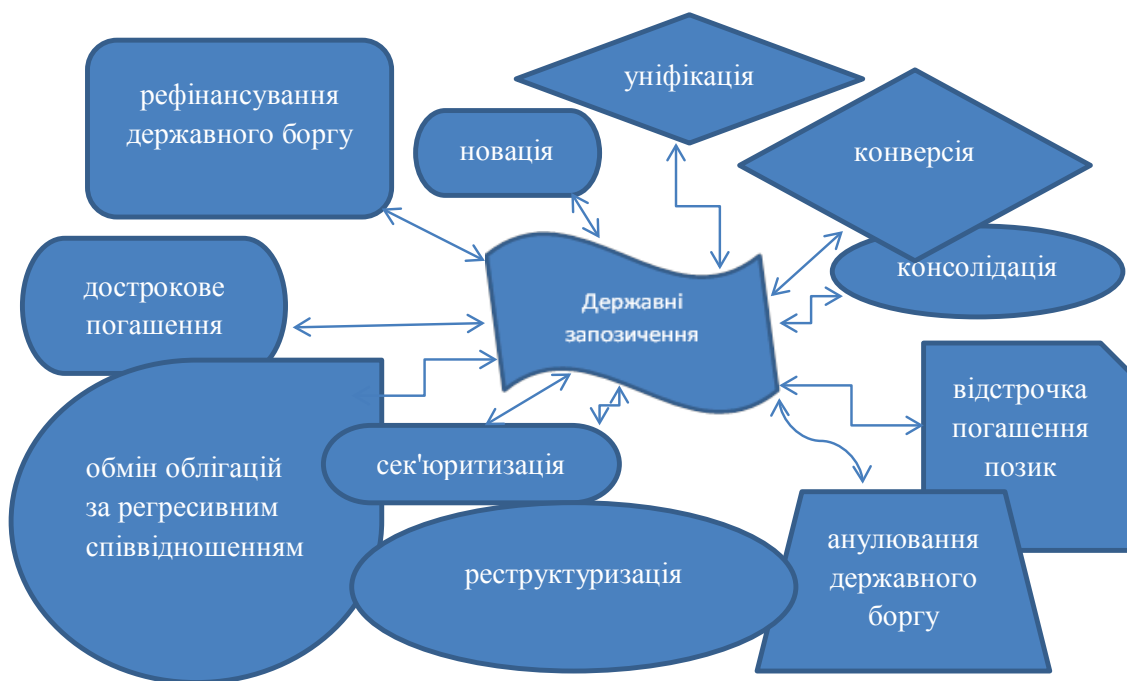 уніфікація
рефінансування
державного боргу
новація
конверсія
консолідація
дострокове
погашення
Державні
запозичення
відстрочка
погашення
позик
обмін облігацій
за регресивним
співвідношенням
сек'юритизація
реструктуризація
анулювання
державного
боргу